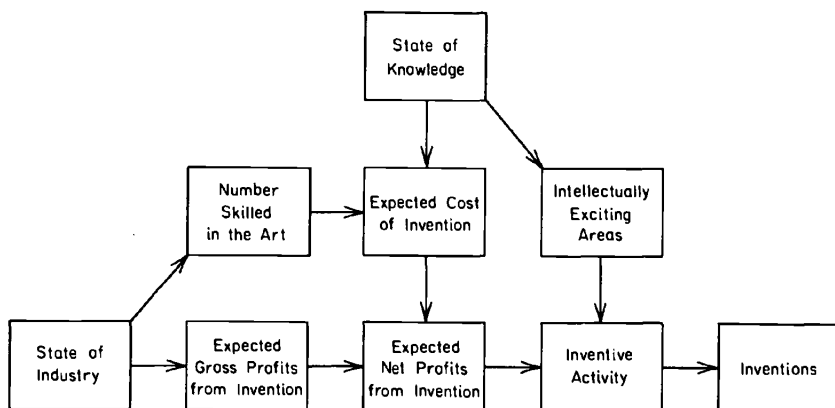 State of
Knowledge
Number
Skilled
in the Art
Expected Cost
of Invention
Intellectually
Exciting
Areas
State of
Industry
Expected
Gross Profits
from Invention
Expected
Net Profits
from Invention
Inventive
Activity
Inventions